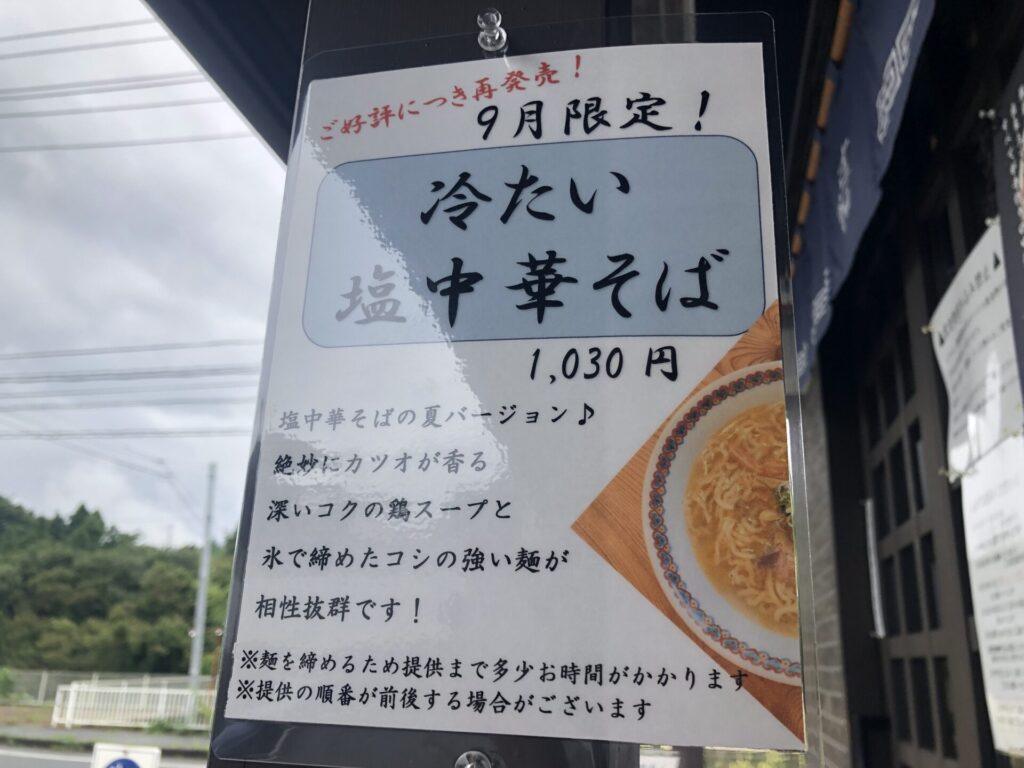 ご好評につき再発売！
9月限定！
冷たい
塩中華そば
1,030 円
塩中華そばの夏バージョン♪
絶妙にカツオが香る
深いコクの鶏スープと
氷で締めたコシの強い麺が
相性抜群です！
※麺を締めるため提供まで多少お時間がかかります
※提供の順番が前後する場合がございます